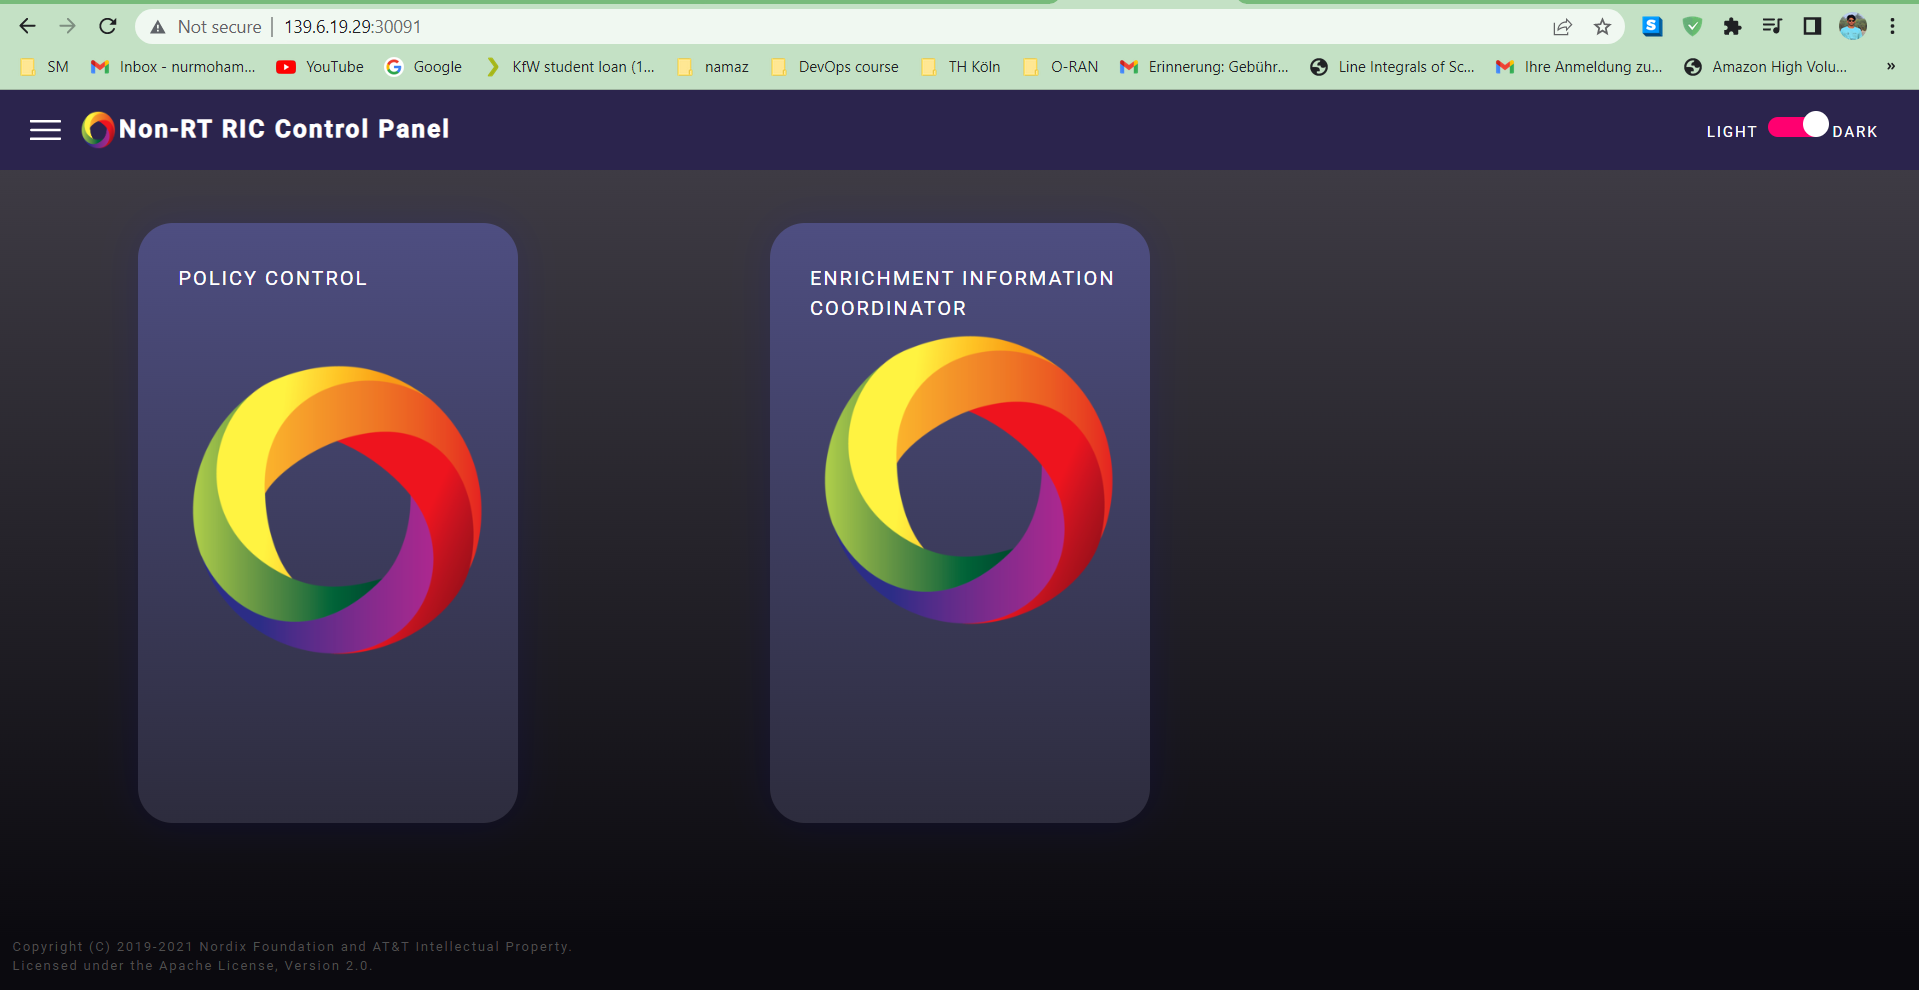 Not secure | 139.6.19.29:30091
SM Inbox - nurmoham... YouTube Google KfW student loan (1... namaz DevOps course TH Köln O-RAN Erinnerung: Gebühr... Line Integrals of Sc... Ihre Anmeldung zu... Amazon High Volu... »
Non-RT RIC Control Panel
LIGHT DARK
POLICY CONTROL
ENRICHMENT INFORMATION
COORDINATOR
Copyright (C) 2019-2021 Nordix Foundation and AT&T Intellectual Property.
Licensed under the Apache License, Version 2.0.